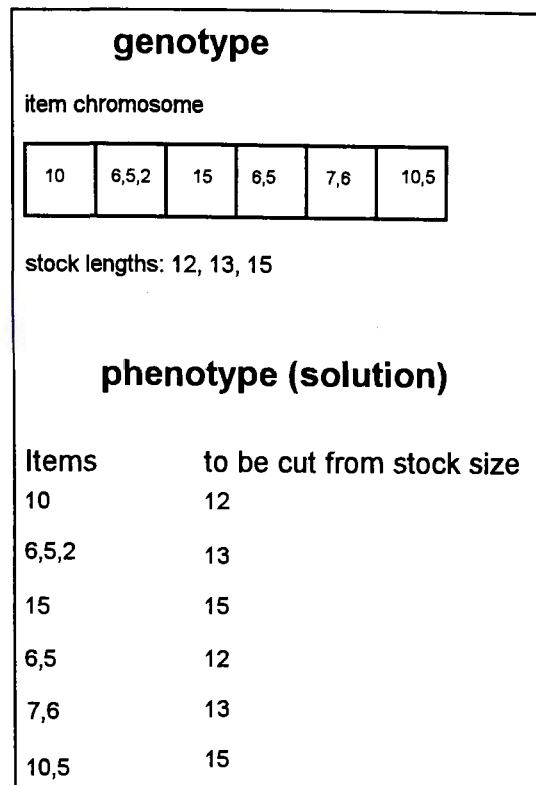 genotype
item chromosome
10 6,5,2 15 6,5 7,6 10,5
stock lengths: 12, 13, 15
phenotype (solution)
Items to be cut from stock size
10 12
6,5,2 13
15 15
6,5 12
7,6 13
10,5 15